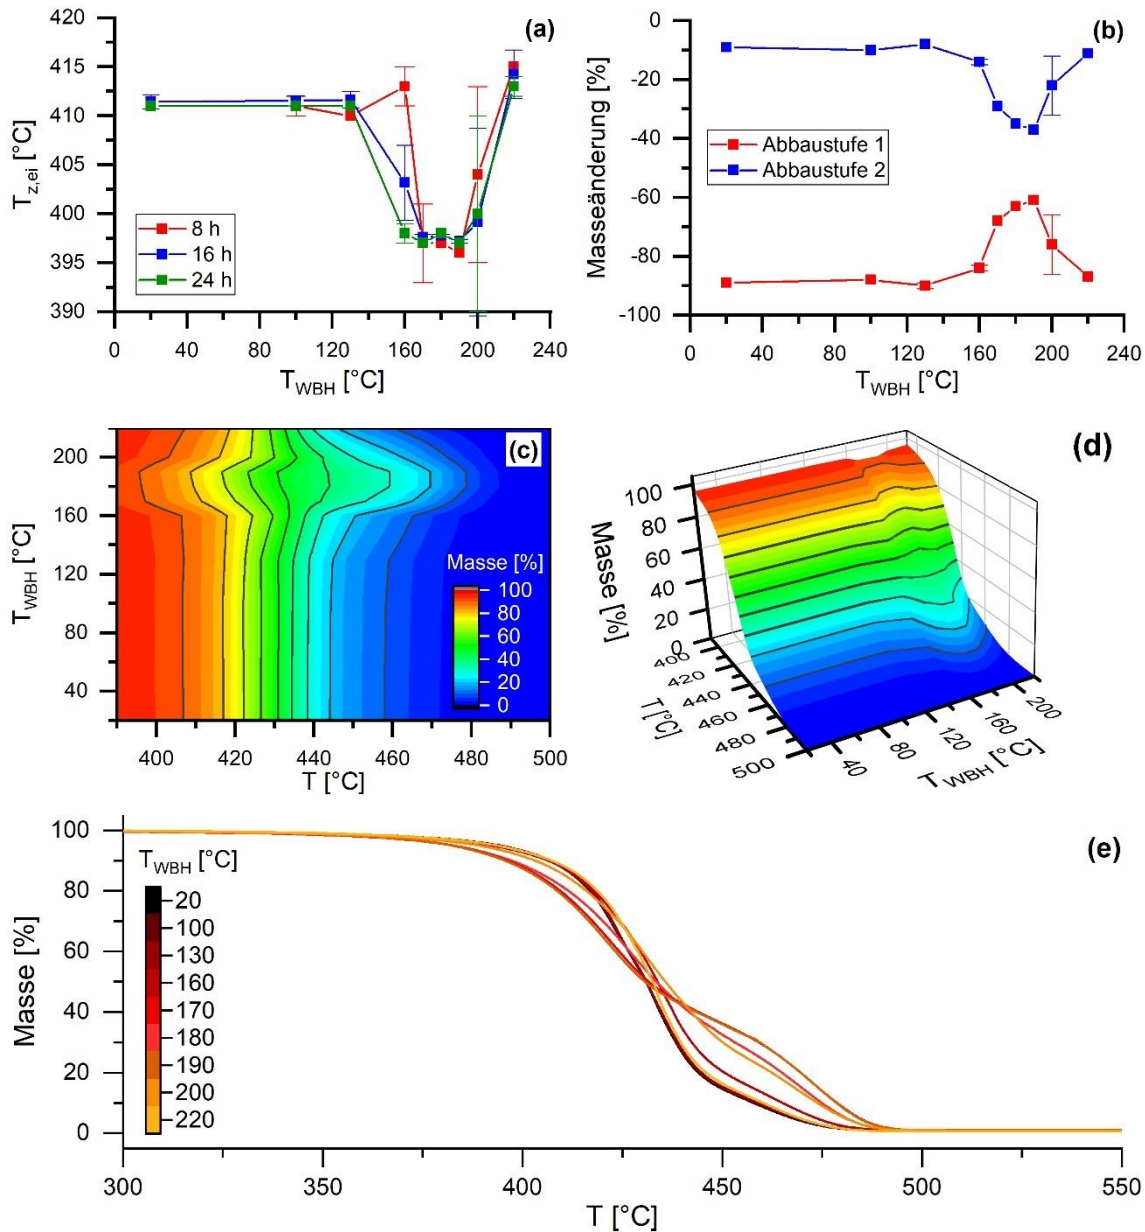 (a)
420
415
410
405
400
395
390
T_z,ei [°C]
8 h
16 h
24 h
0 40 80 120 160 200 240
T_WBH [°C]
(b)
0
-20
-40
-60
-80
-100
Masseänderung [%]
Abbaustufe 1
Abbaustufe 2
0 40 80 120 160 200 240
T_WBH [°C]
(c)
200
160
120
80
40
T_WBH [°C]
Masse [%]
100
80
60
40
20
0
400 420 440 460 480 500
T [°C]
(d)
100
80
60
40
20
0
Masse [%]
400
420
440
460
480
500
T [°C]
40 80 120 160 200
T_WBH [°C]
(e)
100
80
60
40
20
0
Masse [%]
T_WBH [°C]
20
100
130
160
170
180
190
200
220
300 350 400 450 500 550
T [°C]